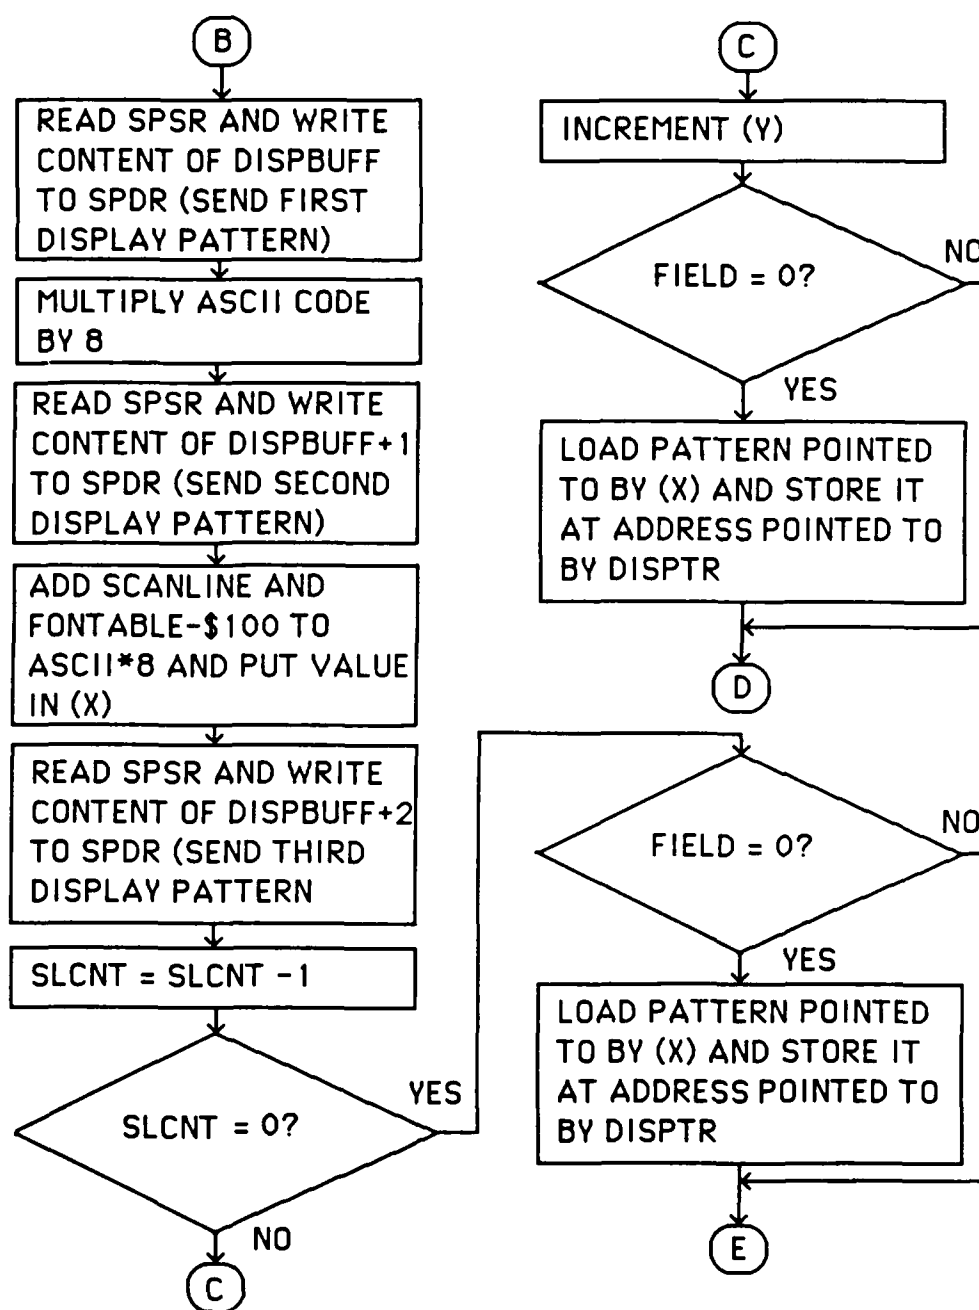 B
READ SPSR AND WRITE
CONTENT OF DISPBUFF
TO SPDR (SEND FIRST
DISPLAY PATTERN)
MULTIPLY ASCII CODE
BY 8
READ SPSR AND WRITE
CONTENT OF DISPBUFF+1
TO SPDR (SEND SECOND
DISPLAY PATTERN)
ADD SCANLINE AND
FONTABLE-$100 TO
ASCII*8 AND PUT VALUE
IN (X)
READ SPSR AND WRITE
CONTENT OF DISPBUFF+2
TO SPDR (SEND THIRD
DISPLAY PATTERN
SLCNT = SLCNT -1
SLCNT = 0?
YES
NO
C
C
INCREMENT (Y)
FIELD = 0?
NO
YES
LOAD PATTERN POINTED
TO BY (X) AND STORE IT
AT ADDRESS POINTED TO
BY DISPTR
D
FIELD = 0?
NO
YES
LOAD PATTERN POINTED
TO BY (X) AND STORE IT
AT ADDRESS POINTED TO
BY DISPTR
E